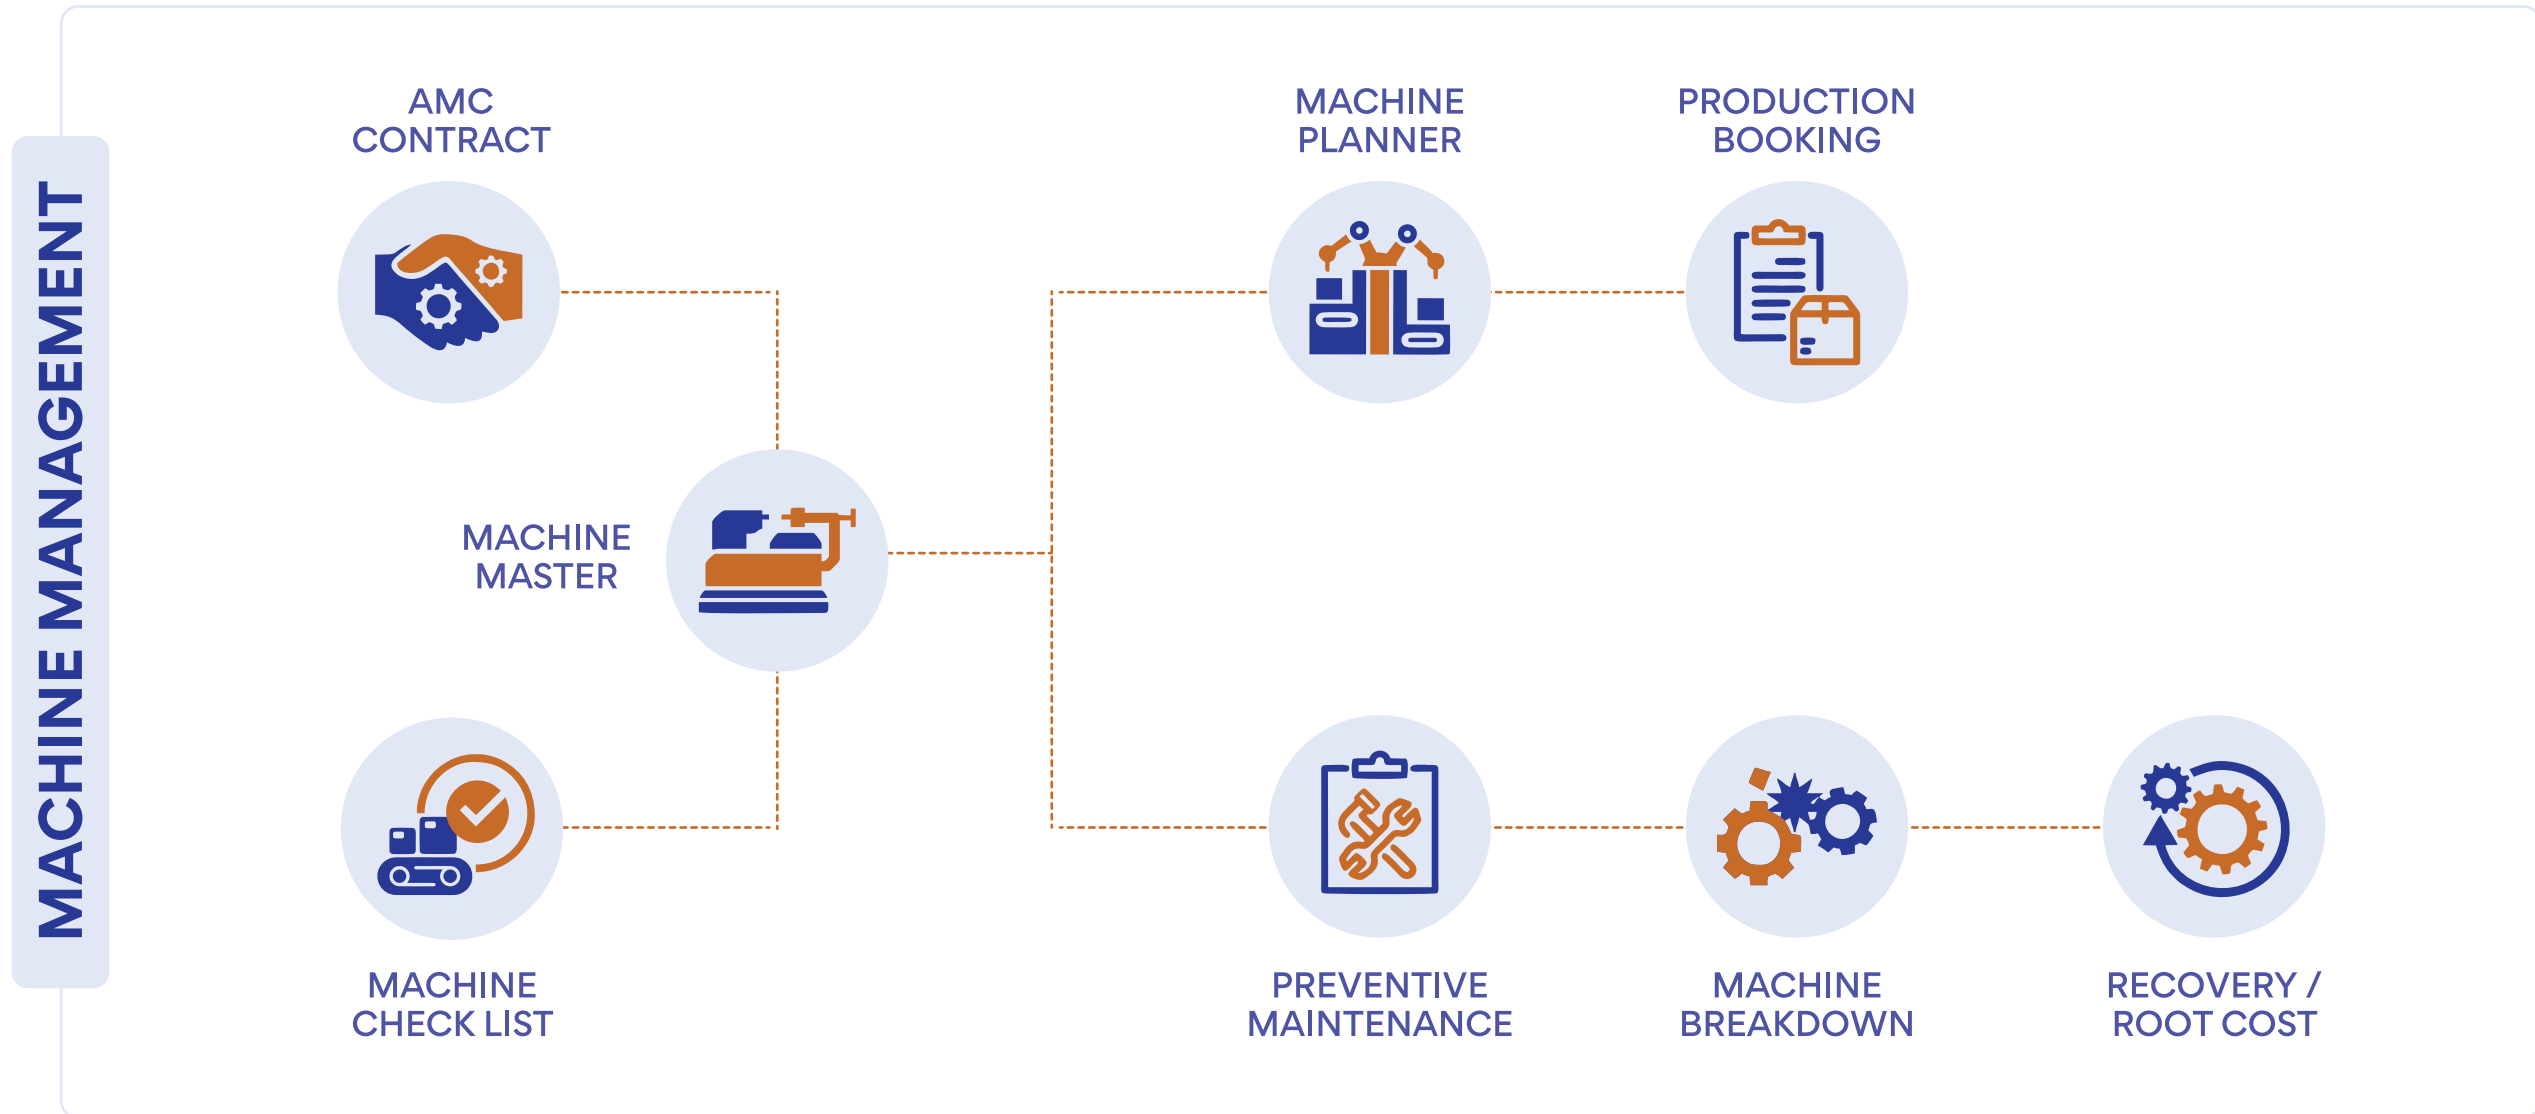 MACHINE MANAGEMENT
AMC
CONTRACT
MACHINE
PLANNER
PRODUCTION
BOOKING
MACHINE
MASTER
MACHINE
CHECK LIST
PREVENTIVE
MAINTENANCE
MACHINE
BREAKDOWN
RECOVERY /
ROOT COST